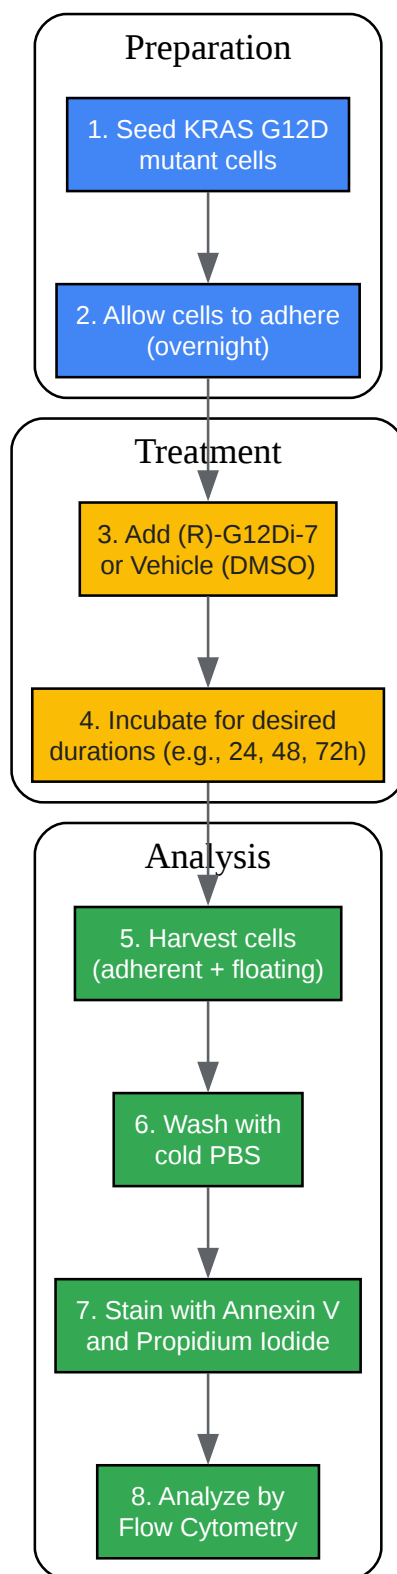 Preparation
1. Seed KRAS G12D
mutant cells
2. Allow cells to adhere
(overnight)
Treatment
3. Add (R)-G12Di-7
or Vehicle (DMSO)
4. Incubate for desired
durations (e.g., 24, 48, 72h)
Analysis
5. Harvest cells
(adherent + floating)
6. Wash with
cold PBS
7. Stain with Annexin V
and Propidium Iodide
8. Analyze by
Flow Cytometry